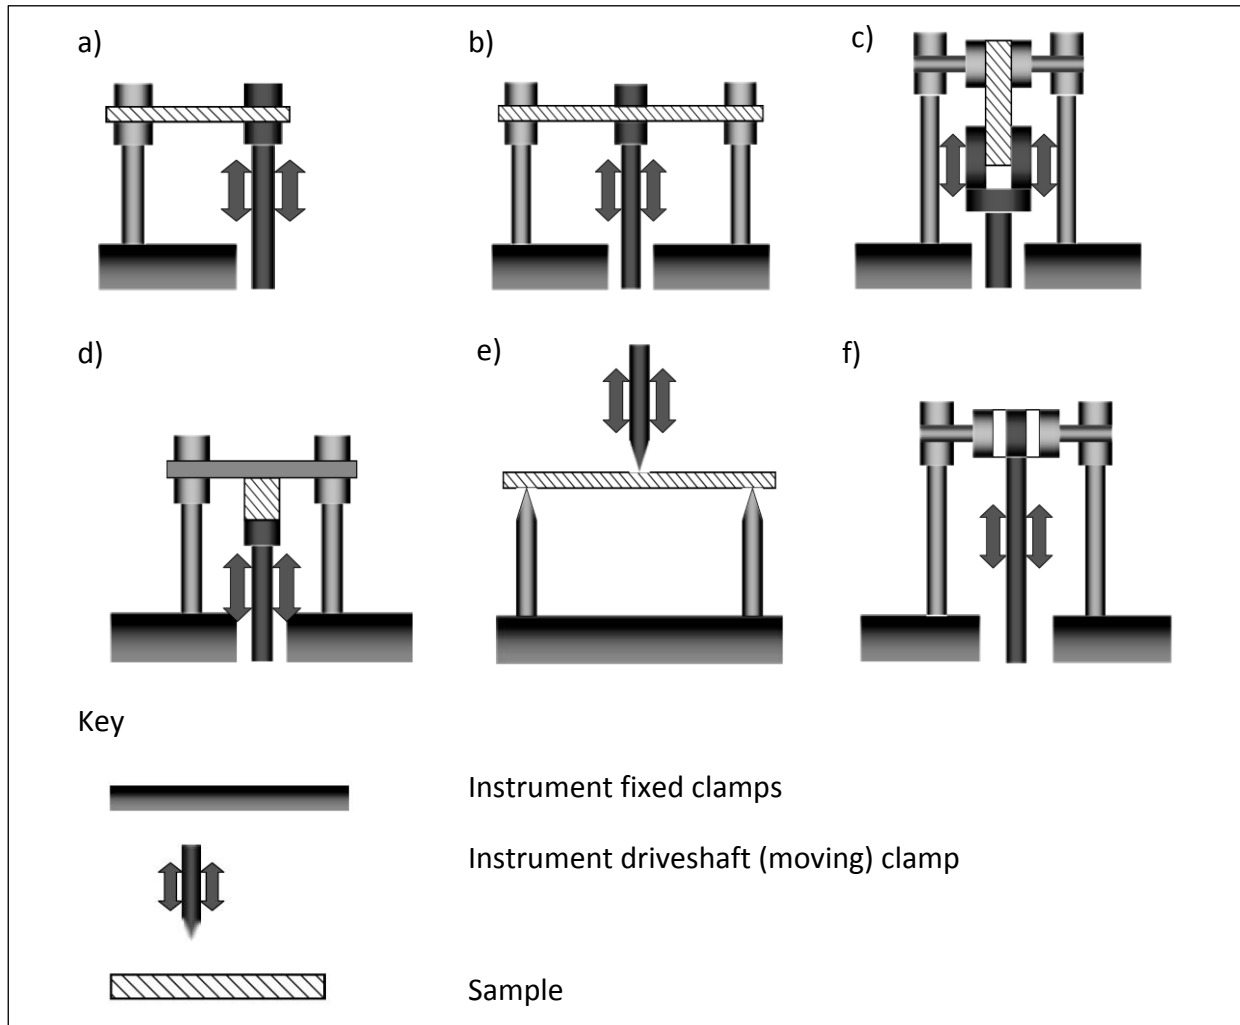 a)
b)
c)
d)
e)
f)
Key
Instrument fixed clamps
Instrument driveshaft (moving) clamp
Sample